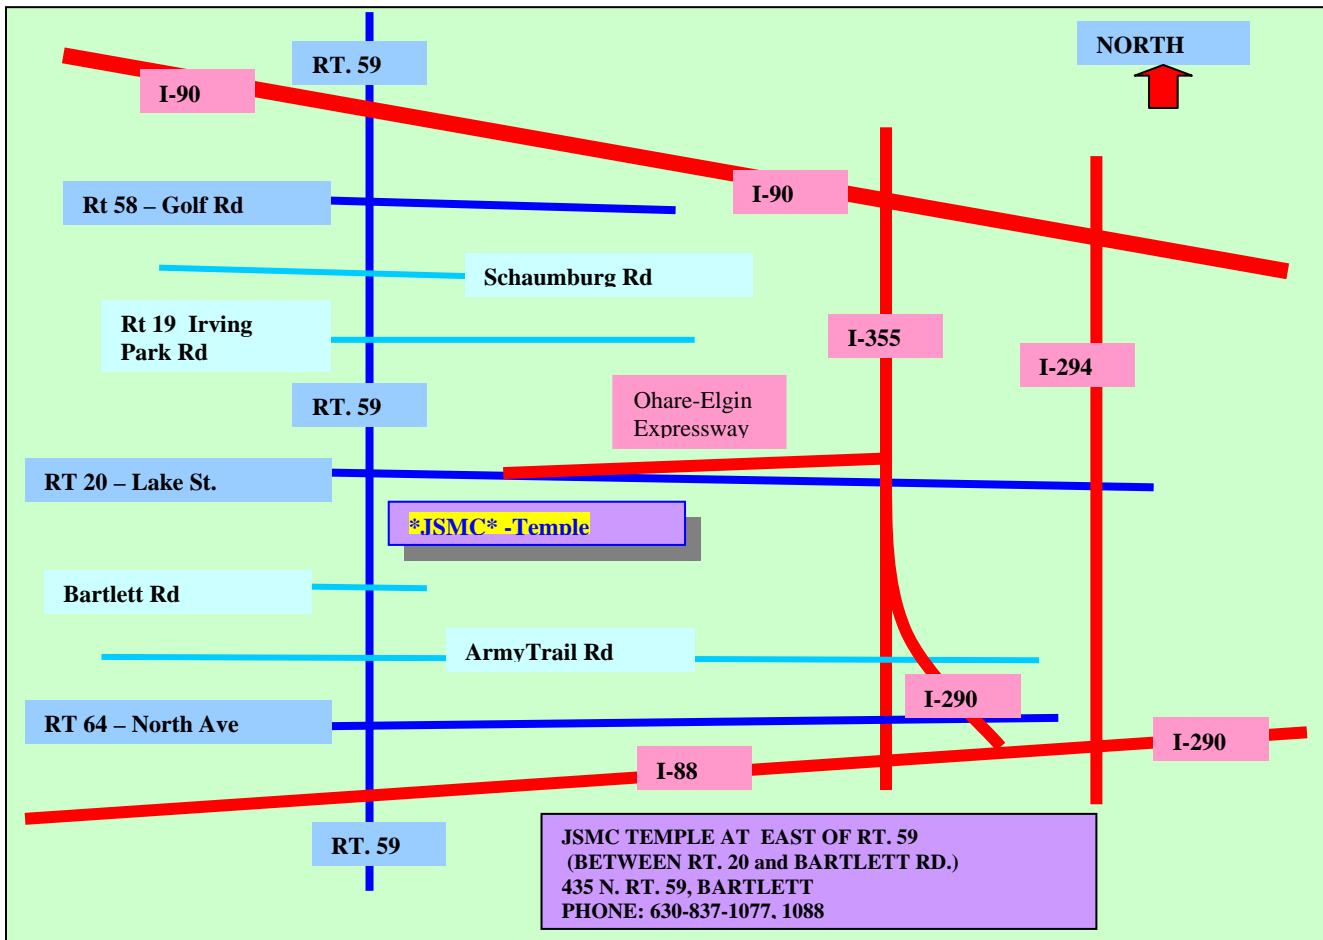 RT. 59
NORTH
I-90
I-90
Rt 58 – Golf Rd
Schaumburg Rd
Rt 19 Irving
Park Rd
I-355
I-294
RT. 59
Ohare-Elgin
Expressway
RT 20 – Lake St.
*JSMC* -Temple
Bartlett Rd
ArmyTrail Rd
I-290
RT 64 – North Ave
I-290
I-88
RT. 59
JSMC TEMPLE AT EAST OF RT. 59
(BETWEEN RT. 20 and BARTLETT RD.)
435 N. RT. 59, BARTLETT
PHONE: 630-837-1077, 1088